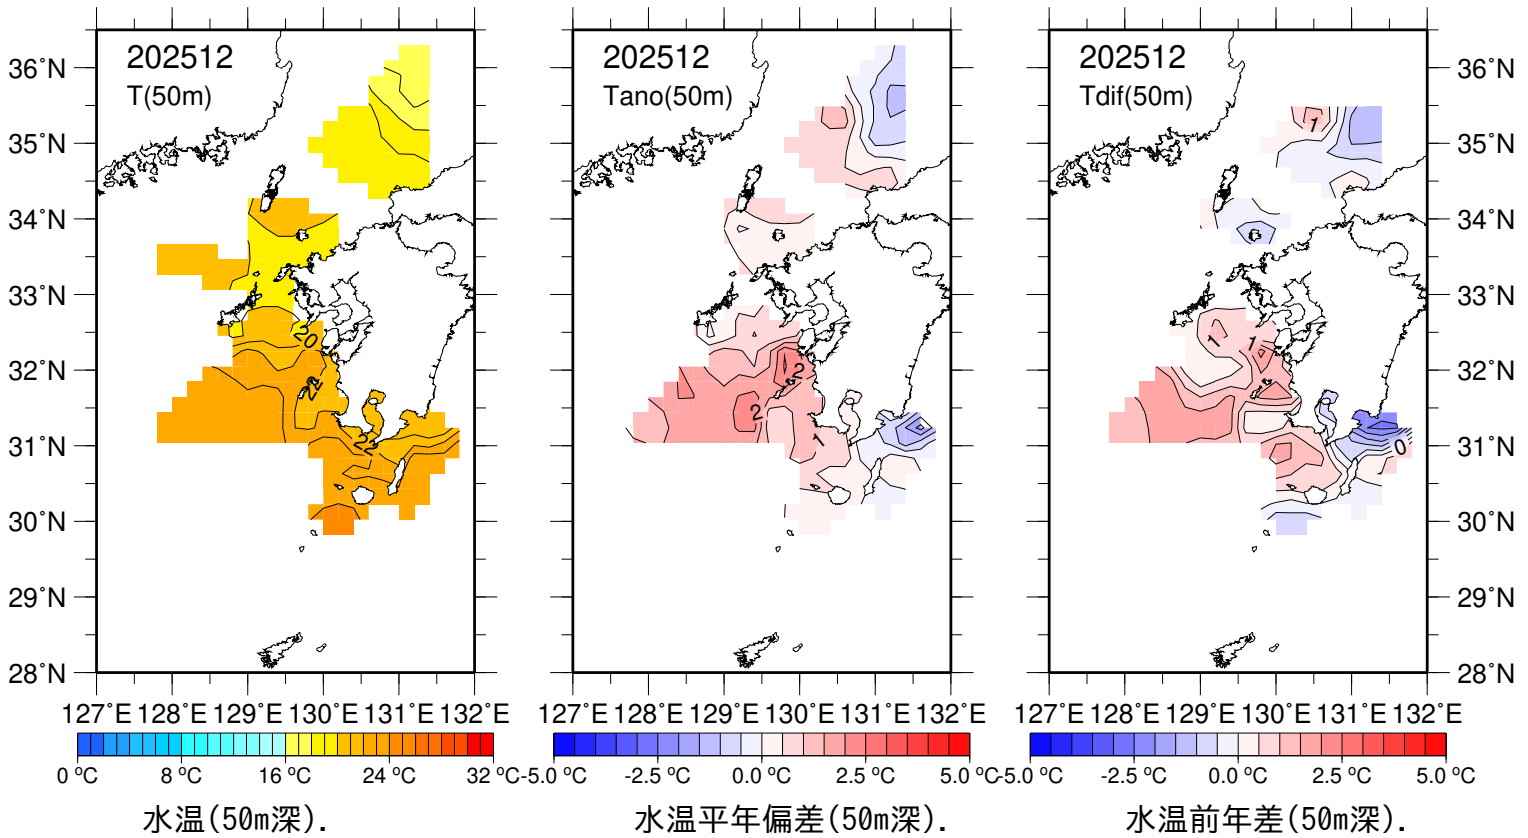 202512
T(50m)
202512
Tano(50m)
202512
Tdif(50m)
36°N
35°N
34°N
33°N
32°N
31°N
30°N
29°N
28°N
36°N
35°N
34°N
33°N
32°N
31°N
30°N
29°N
28°N
20
22
22
2
2
1
1
1
1
0
127°E 128°E 129°E 130°E 131°E 132°E
127°E 128°E 129°E 130°E 131°E 132°E
127°E 128°E 129°E 130°E 131°E 132°E
0 °C 8 °C 16 °C 24 °C 32 °C
-5.0 °C -2.5 °C 0.0 °C 2.5 °C 5.0 °C
-5.0 °C -2.5 °C 0.0 °C 2.5 °C 5.0 °C
水温(50m深).
水温平年偏差(50m深).
水温前年差(50m深).